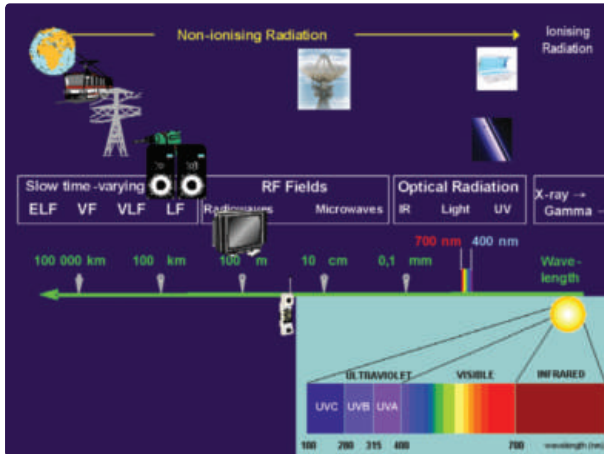 Non-ionising Radiation
Ionising
Radiation
Slow time-varying
ELF VF VLF LF
RF Fields
Radiowaves Microwaves
Optical Radiation
IR Light UV
X-ray →
Gamma →
700 nm 400 nm
100 000 km 100 km 100 m 10 cm 0,1 mm
Wave-
length
ULTRAVIOLET VISIBLE INFRARED
UVC UVB UVA
100 280 315 400 700 wavelength (nm)